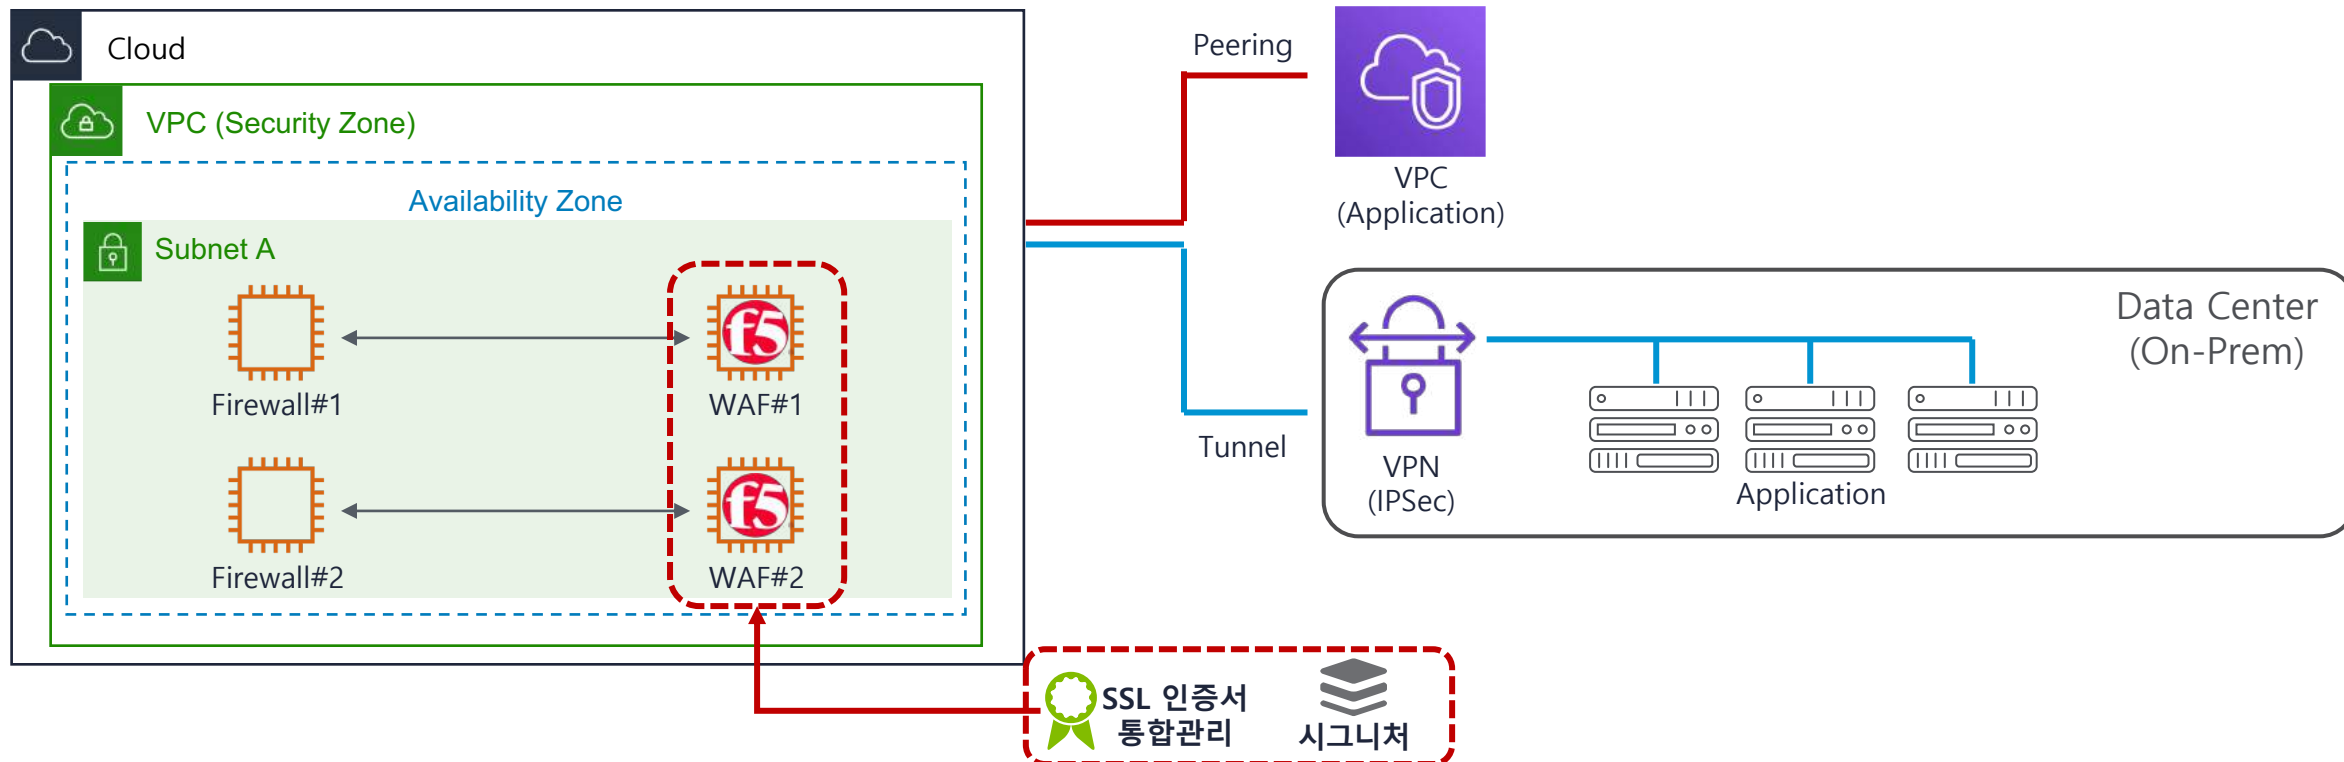 Cloud
VPC (Security Zone)
Availability Zone
Subnet A
Firewall#1
f5
WAF#1
Firewall#2
f5
WAF#2
Peering
VPC
(Application)
Tunnel
VPN
(IPSec)
Data Center
(On-Prem)
Application
SSL 인증서
통합관리
시그니처